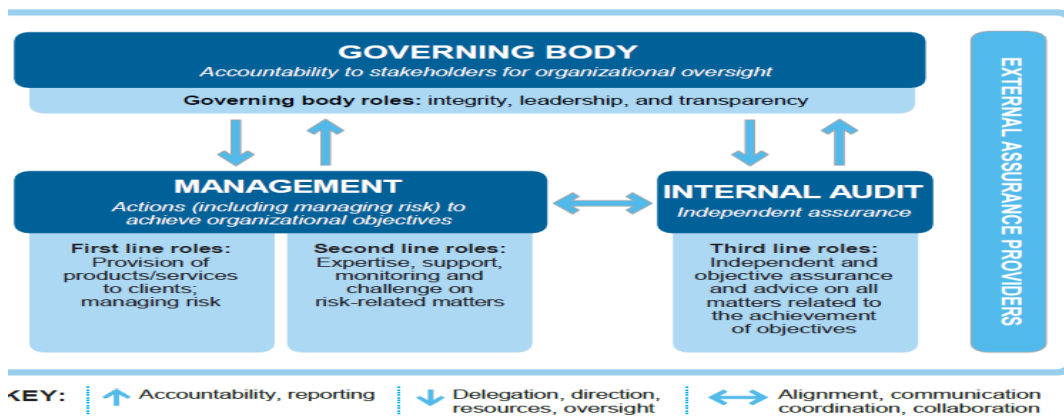 GOVERNING BODY
Accountability to stakeholders for organizational oversight
Governing body roles: integrity, leadership, and transparency
MANAGEMENT
Actions (including managing risk) to
achieve organizational objectives
First line roles:
Provision of
products/services
to clients;
managing risk
Second line roles:
Expertise, support,
monitoring and
challenge on
risk-related matters
INTERNAL AUDIT
Independent assurance
Third line roles:
Independent and
objective assurance
and advice on all
matters related to
the achievement
of objectives
EXTERNAL ASSURANCE PROVIDERS
KEY:
Accountability, reporting
Delegation, direction,
resources, oversight
Alignment, communication
coordination, collaboration